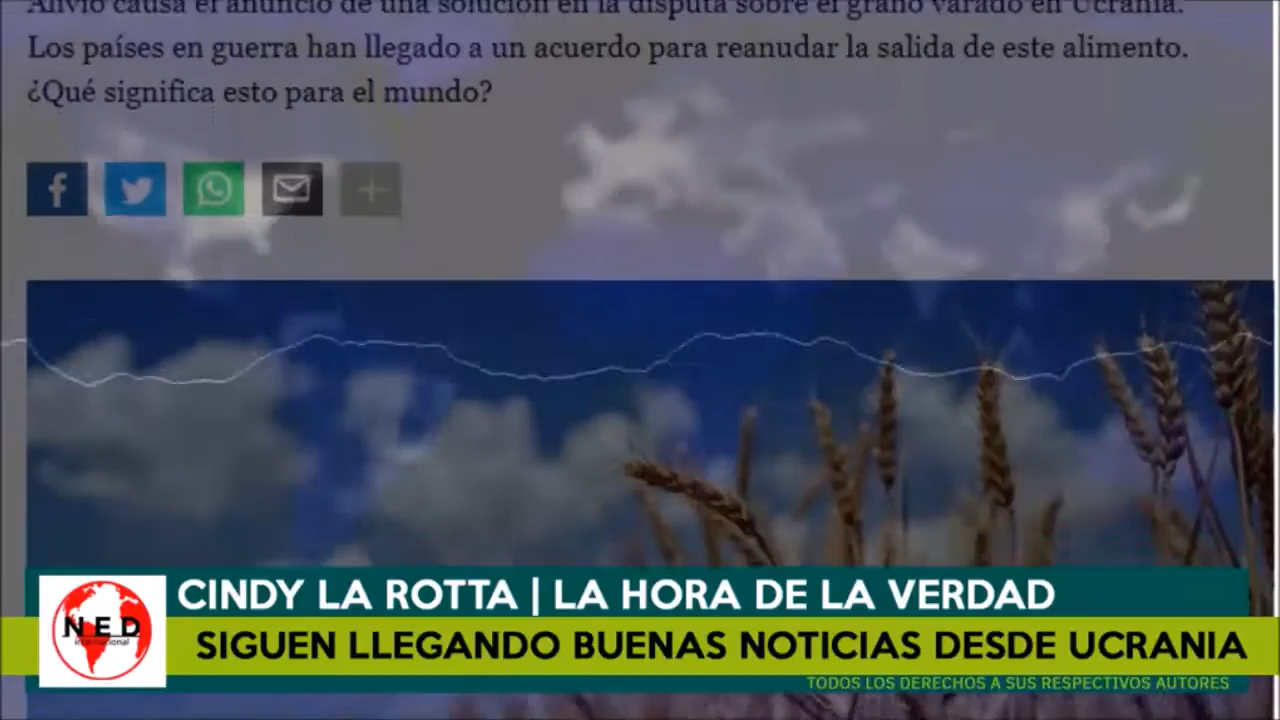 Alivio causa el anuncio de una solución en la disputa sobre el grano varado en Ucrania.
Los países en guerra han llegado a un acuerdo para reanudar la salida de este alimento.
¿Qué significa esto para el mundo?
CINDY LA ROTTA | LA HORA DE LA VERDAD
N.E.D
international
SIGUEN LLEGANDO BUENAS NOTICIAS DESDE UCRANIA
TODOS LOS DERECHOS A SUS RESPECTIVOS AUTORES